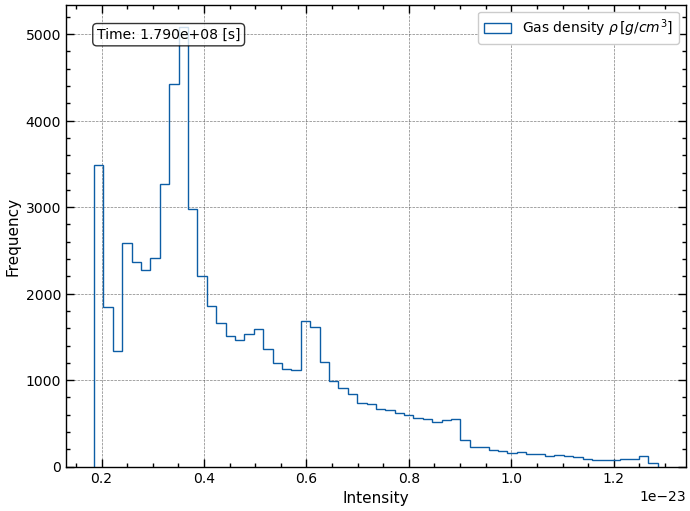 Time: 1.790e+08 [s]
Gas density ρ [g/cm³]
5000
4000
3000
2000
1000
0
Frequency
0.2 0.4 0.6 0.8 1.0 1.2
1e−23
Intensity